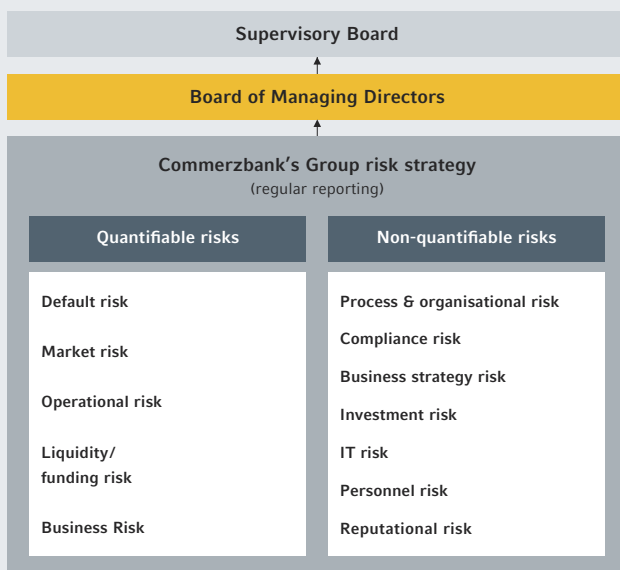 Supervisory Board
Board of Managing Directors
Commerzbank's Group risk strategy
(regular reporting)
Quantifiable risks
Default risk
Market risk
Operational risk
Liquidity/
funding risk
Business Risk
Non-quantifiable risks
Process & organisational risk
Compliance risk
Business strategy risk
Investment risk
IT risk
Personnel risk
Reputational risk